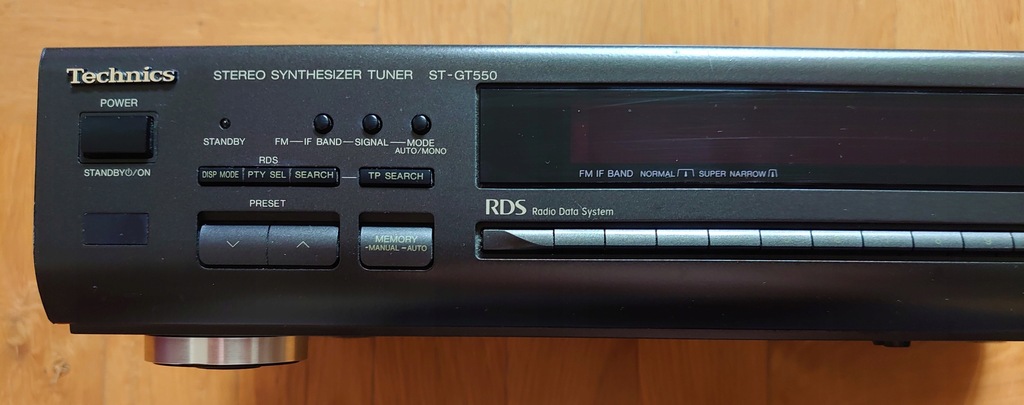 Technics
STEREO SYNTHESIZER TUNER ST-GT550
POWER
STANDBY⏻/ON
STANDBY
FM—IF BAND—SIGNAL—MODE
AUTO/MONO
RDS
DISP MODE PTY SEL SEARCH TP SEARCH
PRESET
MEMORY
-MANUAL -AUTO
FM IF BAND NORMAL SUPER NARROW
RDS Radio Data System